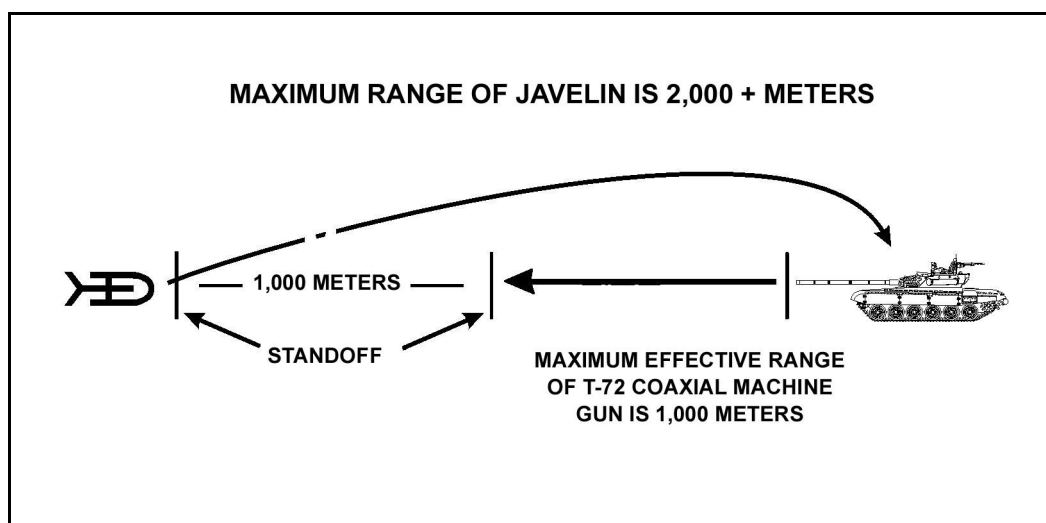 MAXIMUM RANGE OF JAVELIN IS 2,000 + METERS
1,000 METERS
STANDOFF
MAXIMUM EFFECTIVE RANGE
OF T-72 COAXIAL MACHINE
GUN IS 1,000 METERS